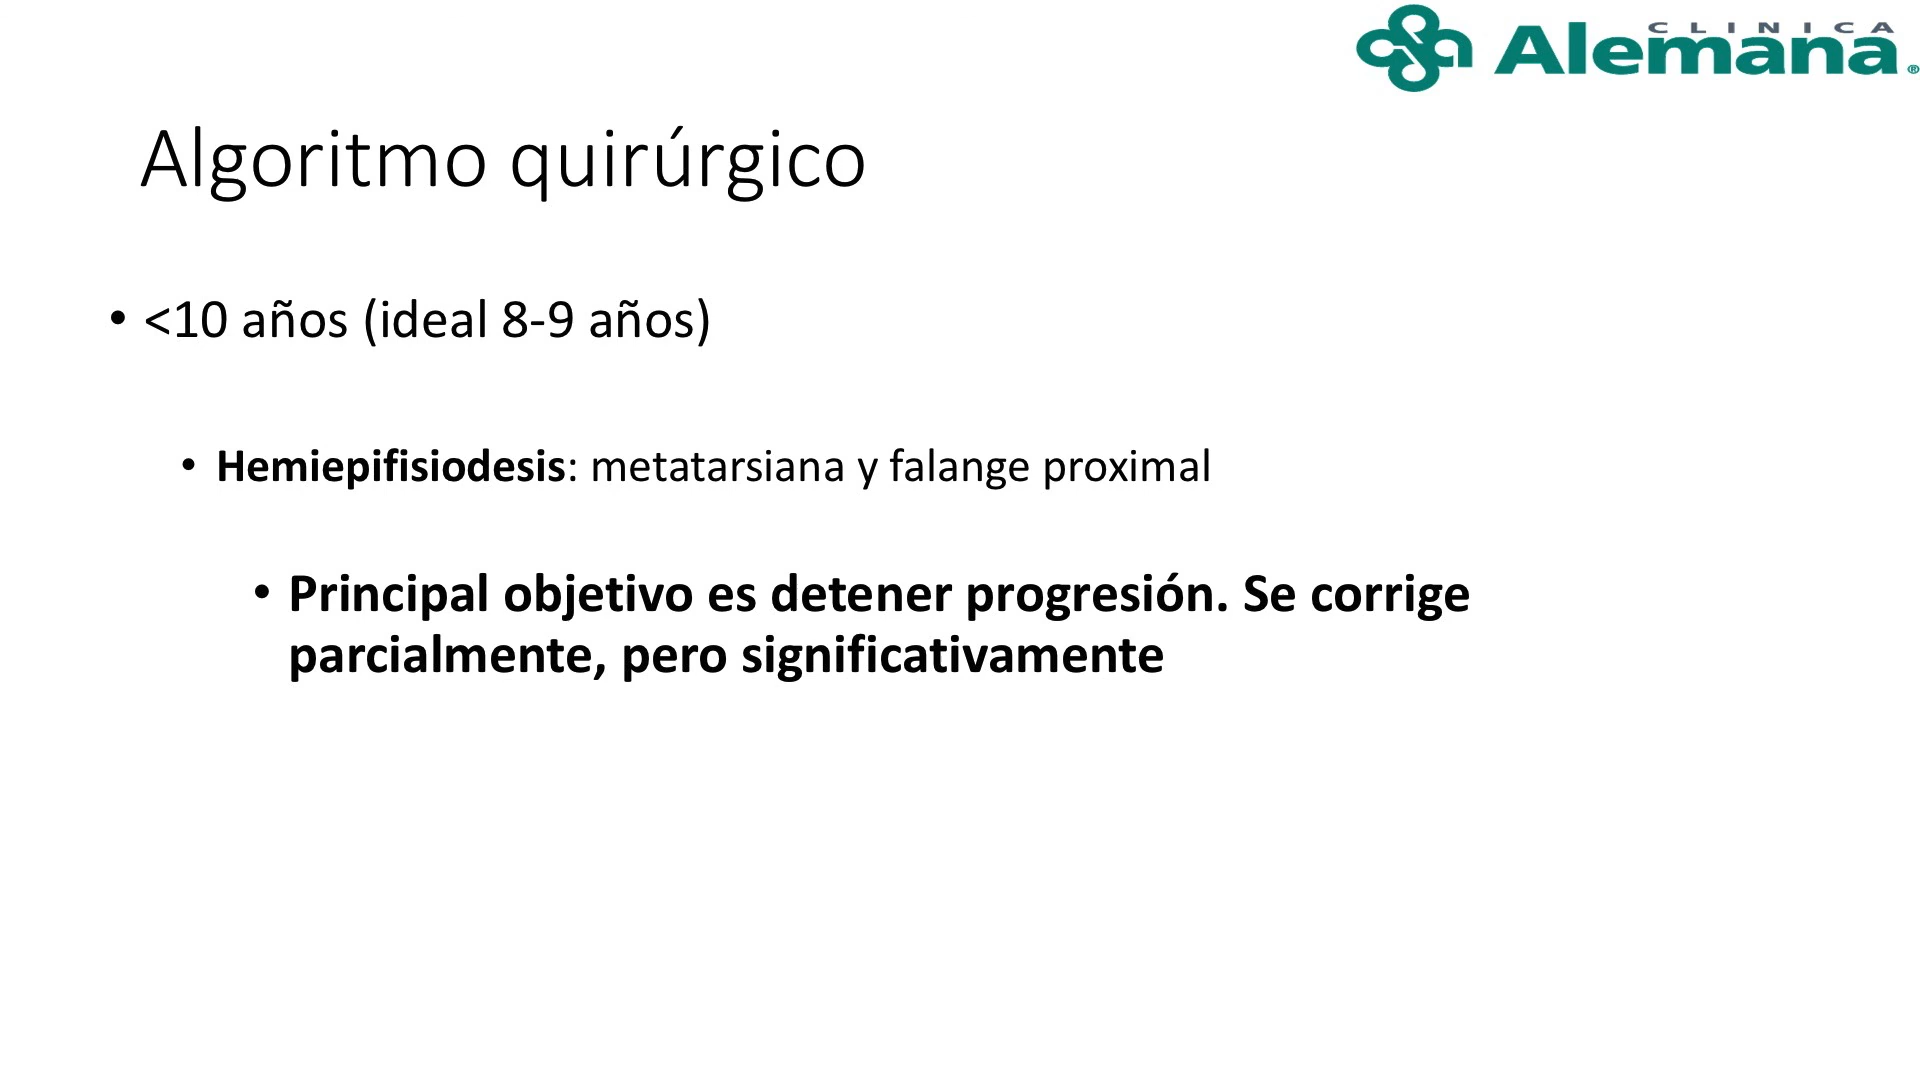 CLINICA
Alemana®
Algoritmo quirúrgico
• <10 años (ideal 8-9 años)
• Hemiepifisiodesis: metatarsiana y falange proximal
• Principal objetivo es detener progresión. Se corrige
parcialmente, pero significativamente